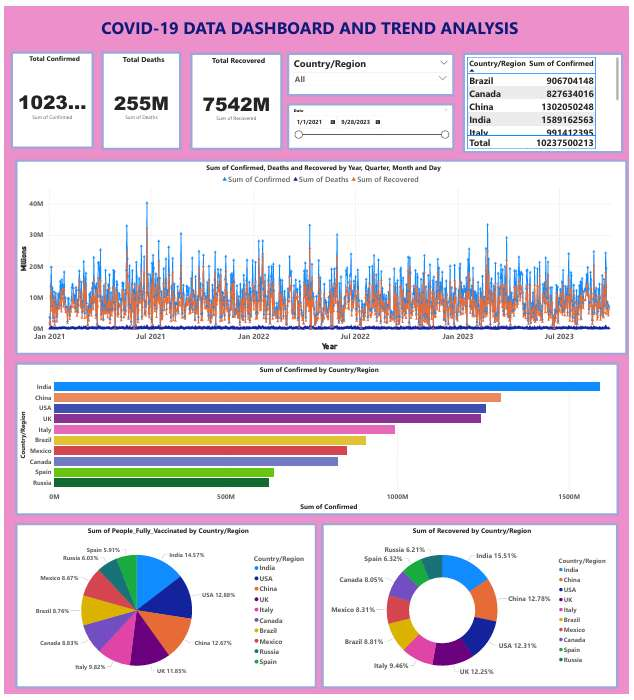 COVID-19 DATA DASHBOARD AND TREND ANALYSIS
Total Confirmed
1023...
Sum of Confirmed
Total Deaths
255M
Sum of Deaths
Total Recovered
7542M
Sum of Recovered
Country/Region
All
Date
1/1/2021 9/28/2023
Country/Region Sum of Confirmed
Brazil 906704148
Canada 827634016
China 1302050248
India 1589162563
Italy 991412395
Total 10237500213
Sum of Confirmed, Deaths and Recovered by Year, Quarter, Month and Day
Sum of Confirmed Sum of Deaths Sum of Recovered
40M
30M
20M
10M
0M
Millions
Jan 2021 Jul 2021 Jan 2022 Jul 2022 Jan 2023 Jul 2023
Year
Sum of Confirmed by Country/Region
Country/Region
India
China
USA
UK
Italy
Brazil
Mexico
Canada
Spain
Russia
0M 500M 1000M 1500M
Sum of Confirmed
Sum of People_Fully_Vaccinated by Country/Region
India 14.57%
USA 12.88%
China 12.67%
UK 11.85%
Italy 9.82%
Canada 8.83%
Brazil 8.76%
Mexico 8.67%
Russia 6.03%
Spain 5.91%
Country/Region
India
USA
China
UK
Italy
Canada
Brazil
Mexico
Russia
Spain
Sum of Recovered by Country/Region
India 15.51%
China 12.78%
USA 12.31%
UK 12.25%
Italy 9.46%
Brazil 8.81%
Mexico 8.31%
Canada 8.05%
Spain 6.32%
Russia 6.21%
Country/Region
India
China
USA
UK
Italy
Brazil
Mexico
Canada
Spain
Russia